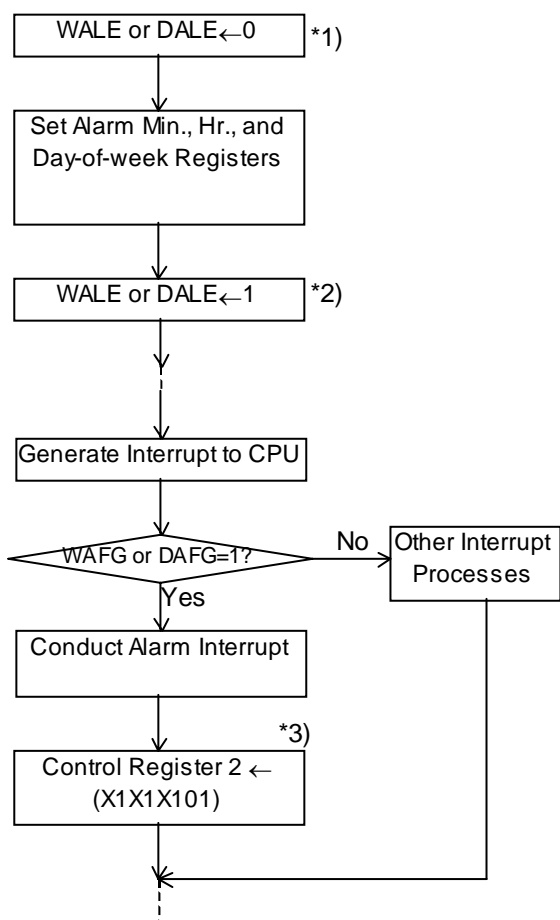 WALE or DALE←0
*1)
Set Alarm Min., Hr., and
Day-of-week Registers
WALE or DALE←1
*2)
Generate Interrupt to CPU
WAFG or DAFG=1?
No
Other Interrupt
Processes
Yes
Conduct Alarm Interrupt
*3)
Control Register 2 ←
(X1X1X101)